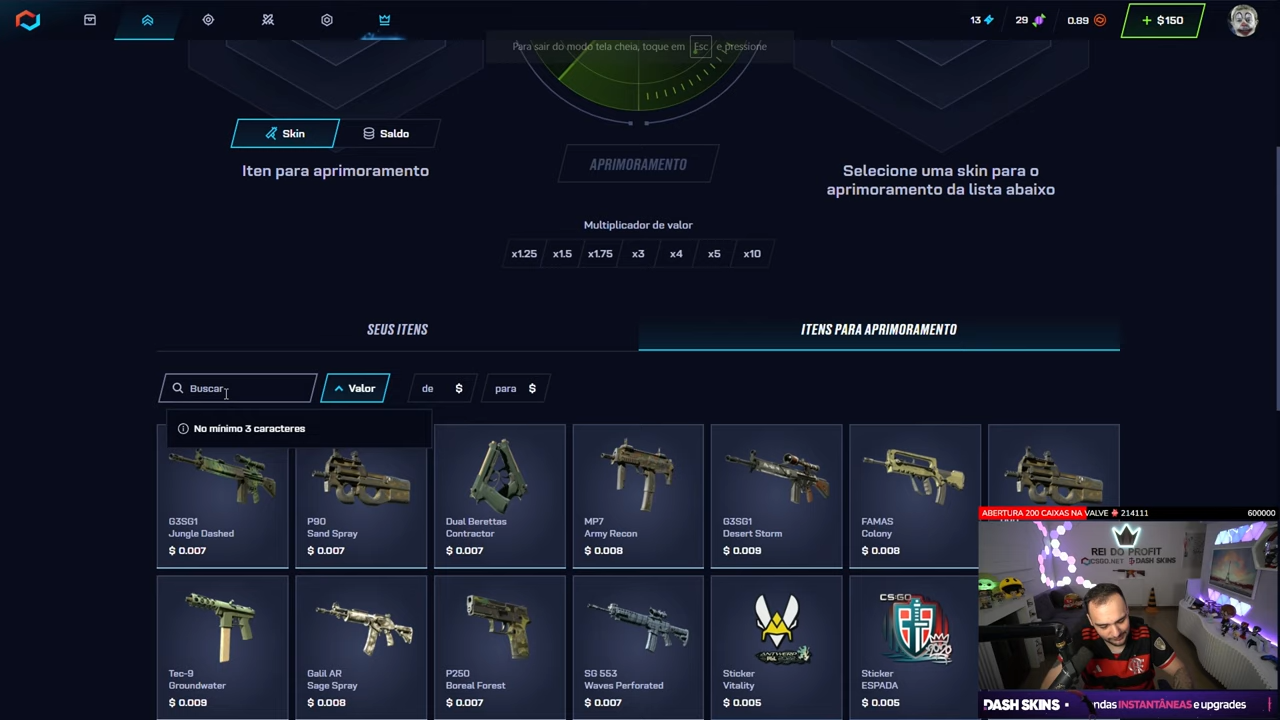 13
29
0.89
+ $150
Para sair do modo tela cheia, toque em Esc e pressione
Skin
Saldo
Iten para aprimoramento
APRIMORAMENTO
Selecione uma skin para o
aprimoramento da lista abaixo
Multiplicador de valor
x1.25 x1.5 x1.75 x3 x4 x5 x10
SEUS ITENS
ITENS PARA APRIMORAMENTO
Buscar
Valor
de $
para $
No mínimo 3 caracteres
G3SG1
Jungle Dashed
$ 0.007
P90
Sand Spray
$ 0.007
Dual Berettas
Contractor
$ 0.007
MP7
Army Recon
$ 0.008
G3SG1
Desert Storm
$ 0.009
FAMAS
Colony
$ 0.008
ABERTURA 200 CAIXAS NA VALVE 214111
600000
REI DO PROFIT
CSGO.NET DASH SKINS
Tec-9
Groundwater
$ 0.009
Galil AR
Sage Spray
$ 0.008
P250
Boreal Forest
$ 0.007
SG 553
Waves Perforated
$ 0.007
ANTWERP
Sticker
Vitality
$ 0.005
CS:GO
Sticker
ESPADA
$ 0.005
DASH SKINS
ndas INSTANTÂNEAS e upgrades